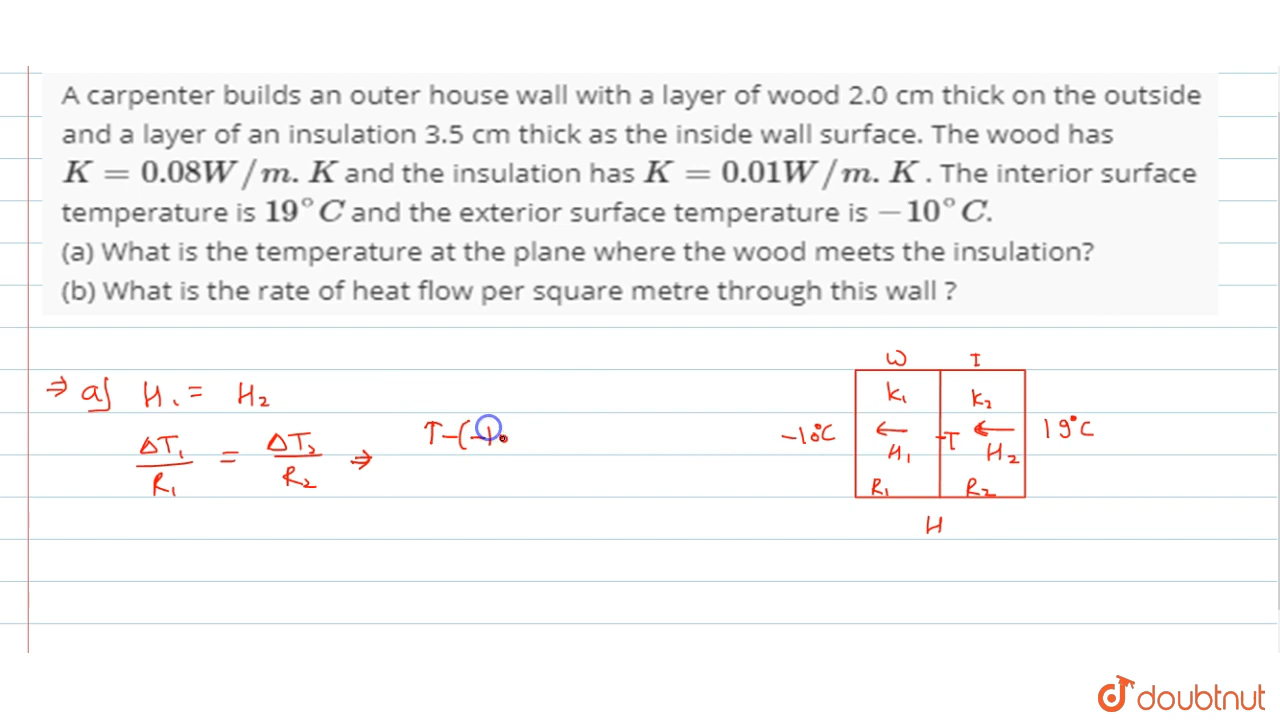 A carpenter builds an outer house wall with a layer of wood 2.0 cm thick on the outside
and a layer of an insulation 3.5 cm thick as the inside wall surface. The wood has
K = 0.08W/m. K and the insulation has K = 0.01W/m. K . The interior surface
temperature is 19°C and the exterior surface temperature is −10°C.
(a) What is the temperature at the plane where the wood meets the insulation?
(b) What is the rate of heat flow per square metre through this wall ?
W I
⇒ a) H₁ = H₂
K₁ K₂
ΔT₁/R₁ = ΔT₂/R₂ ⇒ T-(-10
-10°C ← T ← 19°C
H₁ H₂
R₁ R₂
H
doubtnut